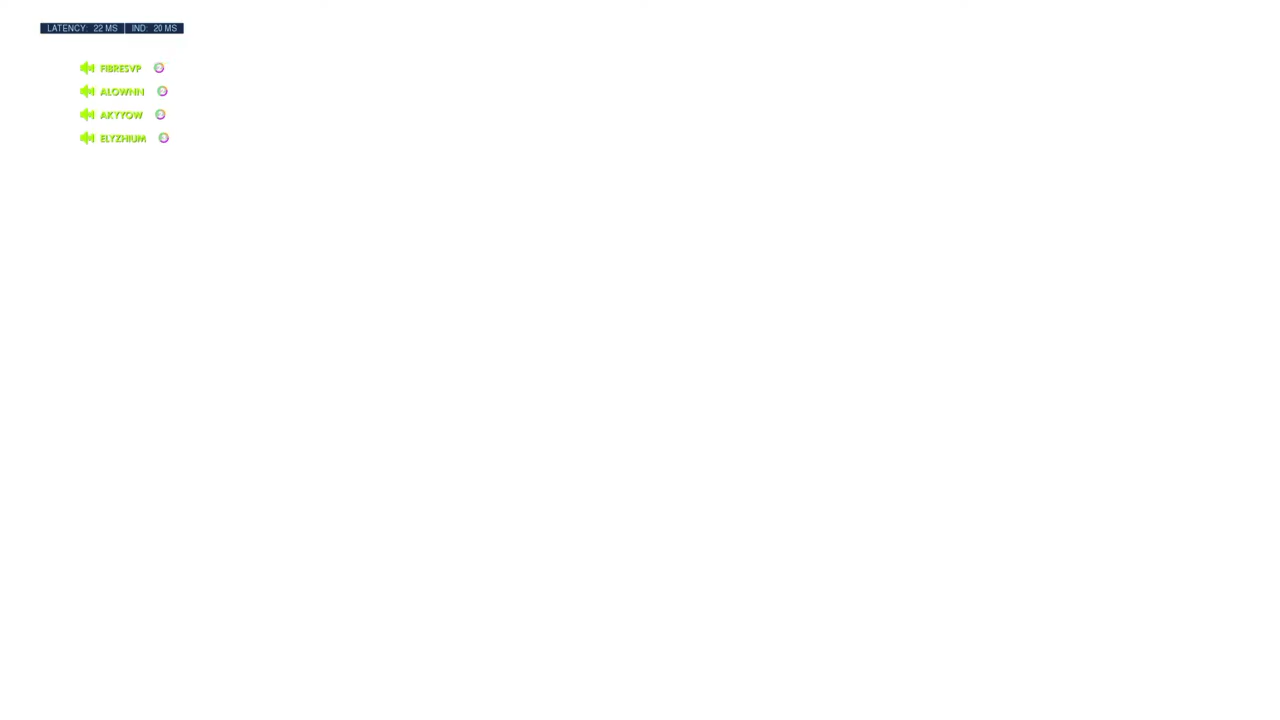 LATENCY: 22 MS | IND: 20 MS
FIBRESVP
ALOWNN
AKYYOW
ELYZHIUM